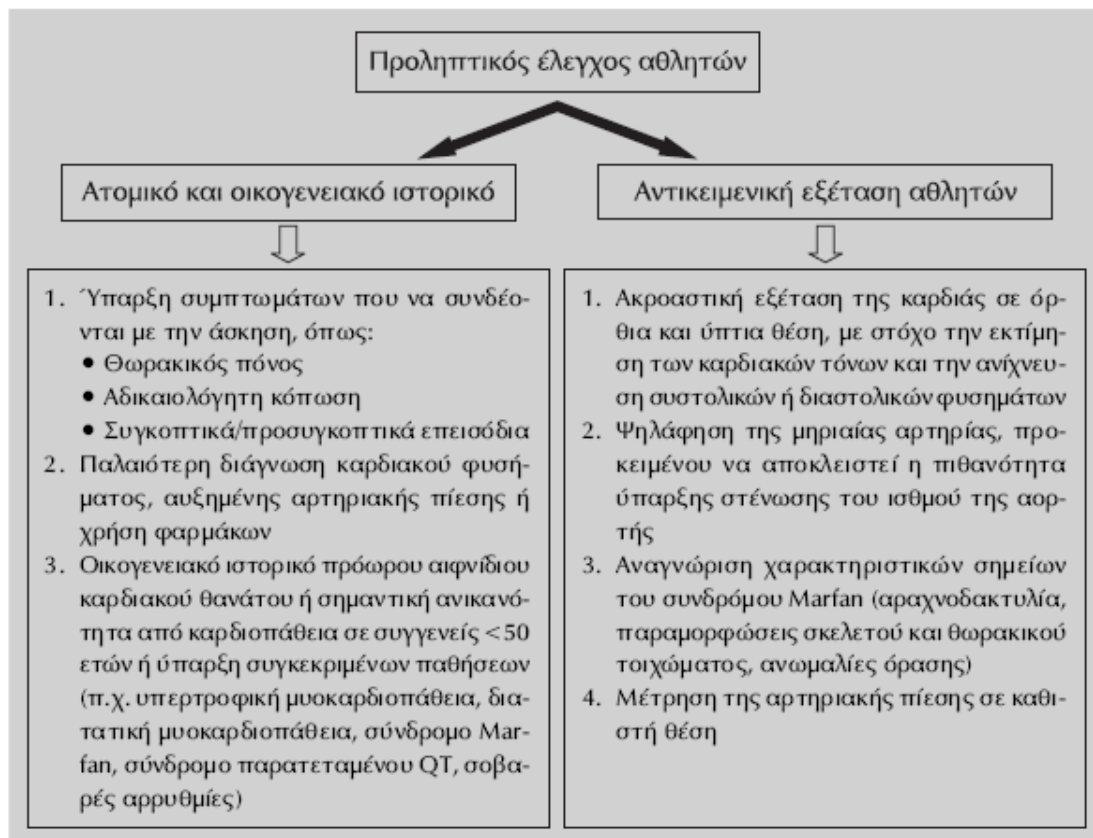 Προληπτικός έλεγχος αθλητών
Ατομικό και οικογενειακό ιστορικό
1. Ύπαρξη συμπτωμάτων που να συνδέο-
νται με την άσκηση, όπως:
• Θωρακικός πόνος
• Αδικαιολόγητη κόπωση
• Συγκοπτικά/προσυγκοπτικά επεισόδια
2. Παλαιότερη διάγνωση καρδιακού φυσή-
ματος, αυξημένης αρτηριακής πίεσης ή
χρήση φαρμάκων
3. Οικογενειακό ιστορικό πρόωρου αιφνίδιου
καρδιακού θανάτου ή σημαντική ανικανό-
τητα από καρδιοπάθεια σε συγγενείς <50
ετών ή ύπαρξη συγκεκριμένων παθήσεων
(π.χ. υπερτροφική μυοκαρδιοπάθεια, δια-
τατική μυοκαρδιοπάθεια, σύνδρομο Mar-
fan, σύνδρομο παρατεταμένου QT, σοβα-
ρές αρρυθμίες)
Αντικειμενική εξέταση αθλητών
1. Ακροαστική εξέταση της καρδιάς σε όρ-
θια και ύπτια θέση, με στόχο την εκτίμη-
ση των καρδιακών τόνων και την ανίχνευ-
ση συστολικών ή διαστολικών φυσημάτων
2. Ψηλάφηση της μηριαίας αρτηρίας, προ-
κειμένου να αποκλειστεί η πιθανότητα
ύπαρξης στένωσης του ισθμού της αορ-
τής
3. Αναγνώριση χαρακτηριστικών σημείων
του συνδρόμου Marfan (αραχνοδακτυλία,
παραμορφώσεις σκελετού και θωρακικού
τοιχώματος, ανωμαλίες όρασης)
4. Μέτρηση της αρτηριακής πίεσης σε καθι-
στή θέση